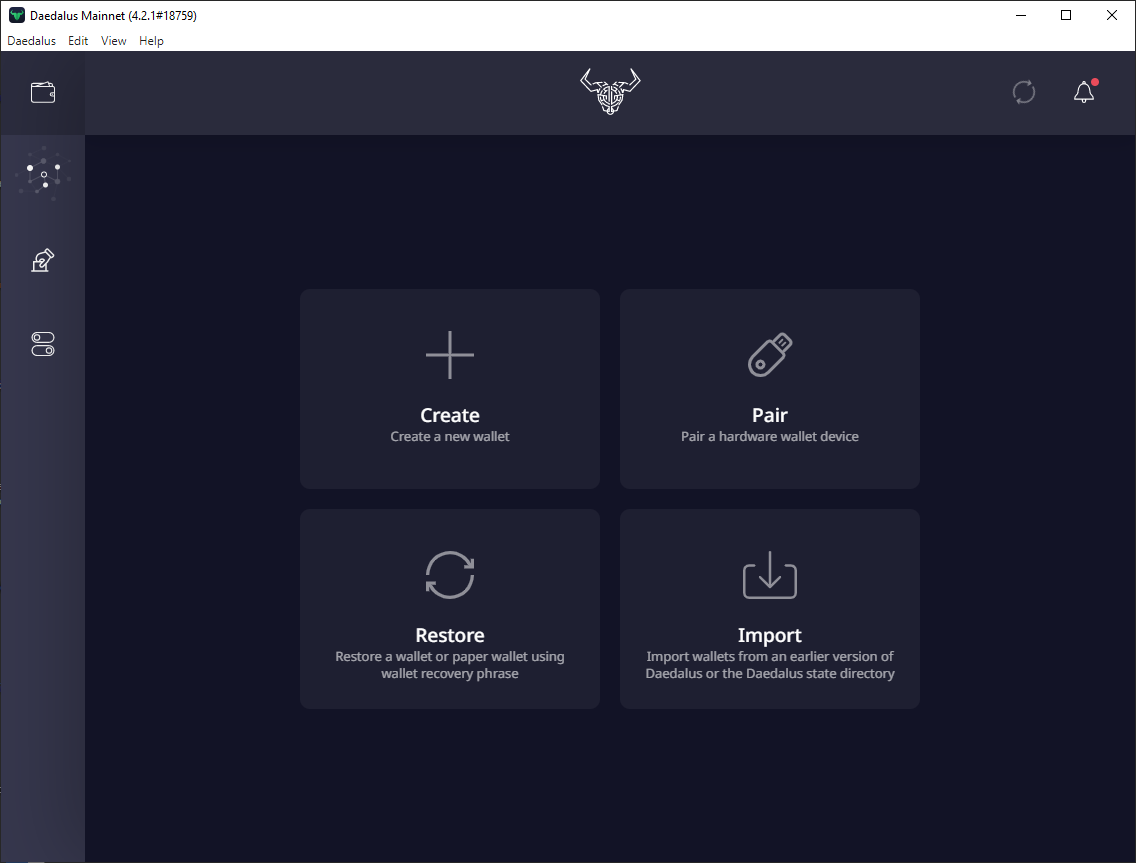 Daedalus Mainnet (4.2.1#18759)
Daedalus Edit View Help
Create
Create a new wallet
Pair
Pair a hardware wallet device
Restore
Restore a wallet or paper wallet using
wallet recovery phrase
Import
Import wallets from an earlier version of
Daedalus or the Daedalus state directory